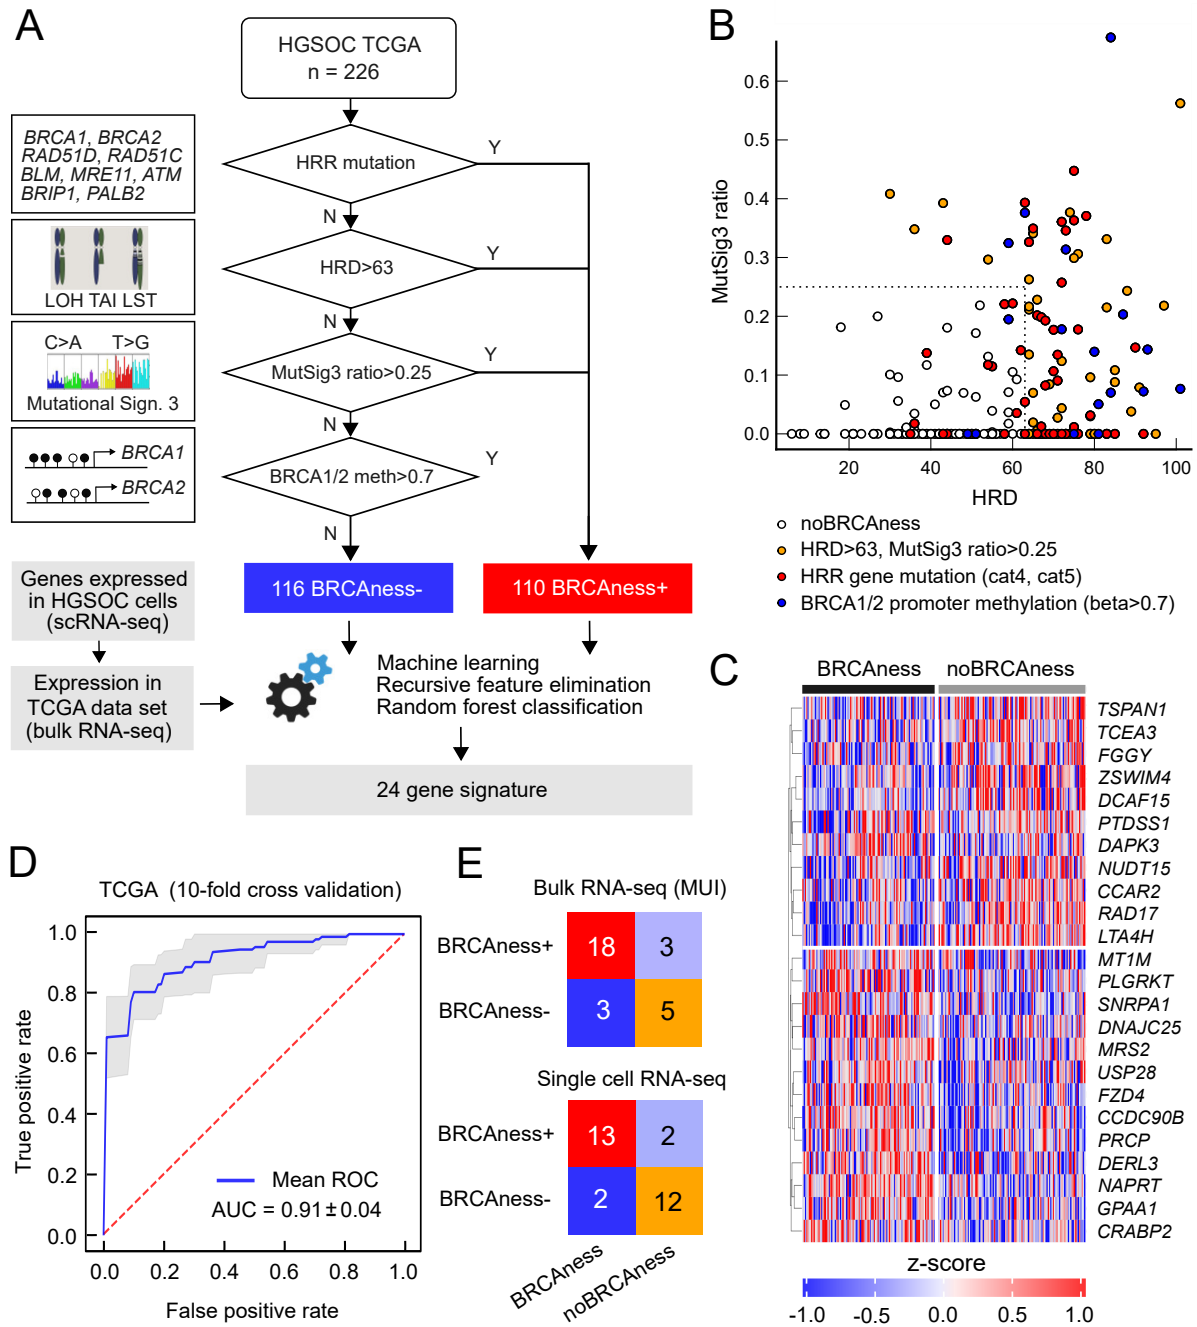 A
HGSOC TCGA
n = 226
BRCA1, BRCA2
RAD51D, RAD51C
BLM, MRE11, ATM
BRIP1, PALB2
HRR mutation
Y
N
LOH TAI LST
HRD>63
Y
N
C>A T>G
Mutational Sign. 3
MutSig3 ratio>0.25
Y
N
BRCA1
BRCA2
BRCA1/2 meth>0.7
Y
N
116 BRCAness-
110 BRCAness+
Genes expressed
in HGSOC cells
(scRNA-seq)
Expression in
TCGA data set
(bulk RNA-seq)
Machine learning
Recursive feature elimination
Random forest classification
24 gene signature
B
MutSig3 ratio
0.6
0.5
0.4
0.3
0.2
0.1
0.0
20 40 60 80 100
HRD
noBRCAness
HRD>63, MutSig3 ratio>0.25
HRR gene mutation (cat4, cat5)
BRCA1/2 promoter methylation (beta>0.7)
C
BRCAness noBRCAness
TSPAN1
TCEA3
FGGY
ZSWIM4
DCAF15
PTDSS1
DAPK3
NUDT15
CCAR2
RAD17
LTA4H
MT1M
PLGRKT
SNRPA1
DNAJC25
MRS2
USP28
FZD4
CCDC90B
PRCP
DERL3
NAPRT
GPAA1
CRABP2
z-score
-1.0 -0.5 0.0 0.5 1.0
D
TCGA (10-fold cross validation)
True positive rate
1.0
0.8
0.6
0.4
0.2
0.0
Mean ROC
AUC = 0.91±0.04
0.0 0.2 0.4 0.6 0.8 1.0
False positive rate
E
Bulk RNA-seq (MUI)
BRCAness+ 18 3
BRCAness- 3 5
Single cell RNA-seq
BRCAness+ 13 2
BRCAness- 2 12
BRCAness
noBRCAness